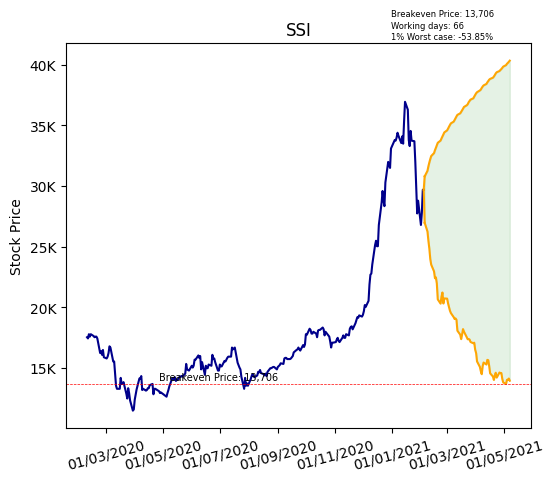 Breakeven Price: 13,706
Working days: 66
1% Worst case: -53.85%
SSI
40K
35K
30K
25K
20K
15K
Stock Price
Breakeven Price: 13,706
01/03/2020
01/05/2020
01/07/2020
01/09/2020
01/11/2020
01/01/2021
01/03/2021
01/05/2021